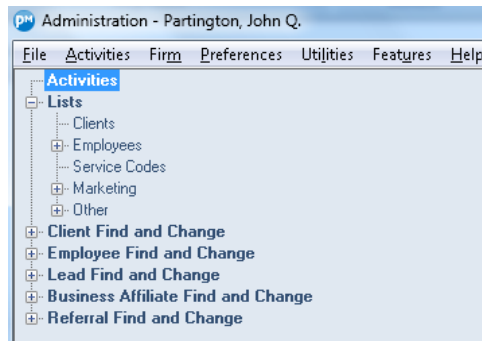 PM Administration - Partington, John Q.
File Activities Firm Preferences Utilities Features Help
Activities
Lists
Clients
Employees
Service Codes
Marketing
Other
Client Find and Change
Employee Find and Change
Lead Find and Change
Business Affiliate Find and Change
Referral Find and Change